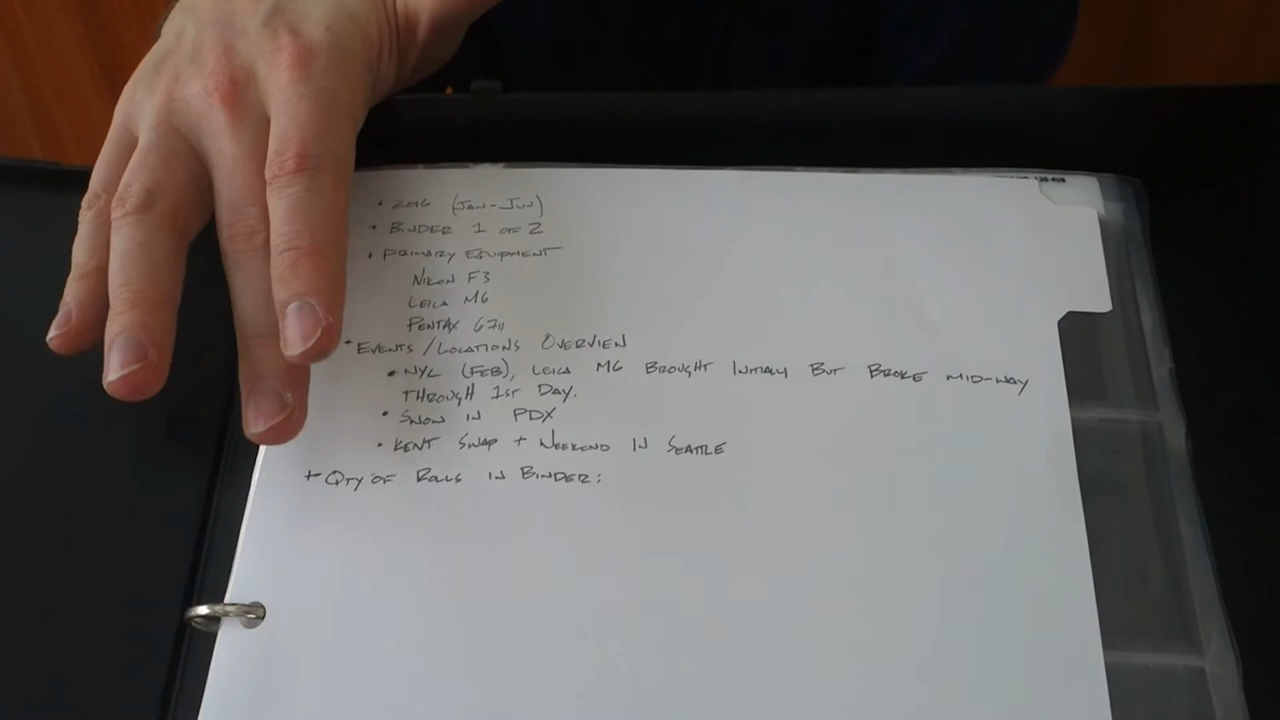 • 2016 (JAN-JUN)
• BINDER 1 OF 2
• PRIMARY EQUIPMENT
NIKON F3
LEICA M6
PENTAX 67II
• EVENTS / LOCATIONS OVERVIEW
• NYC (FEB), LEICA M6 BROUGHT INITIALY BUT BROKE MID-WAY
THROUGH 1ST DAY.
• SNOW IN PDX
• KENT SWAP + WEEKEND IN SEATTLE
+ QTY OF ROLLS IN BINDER: